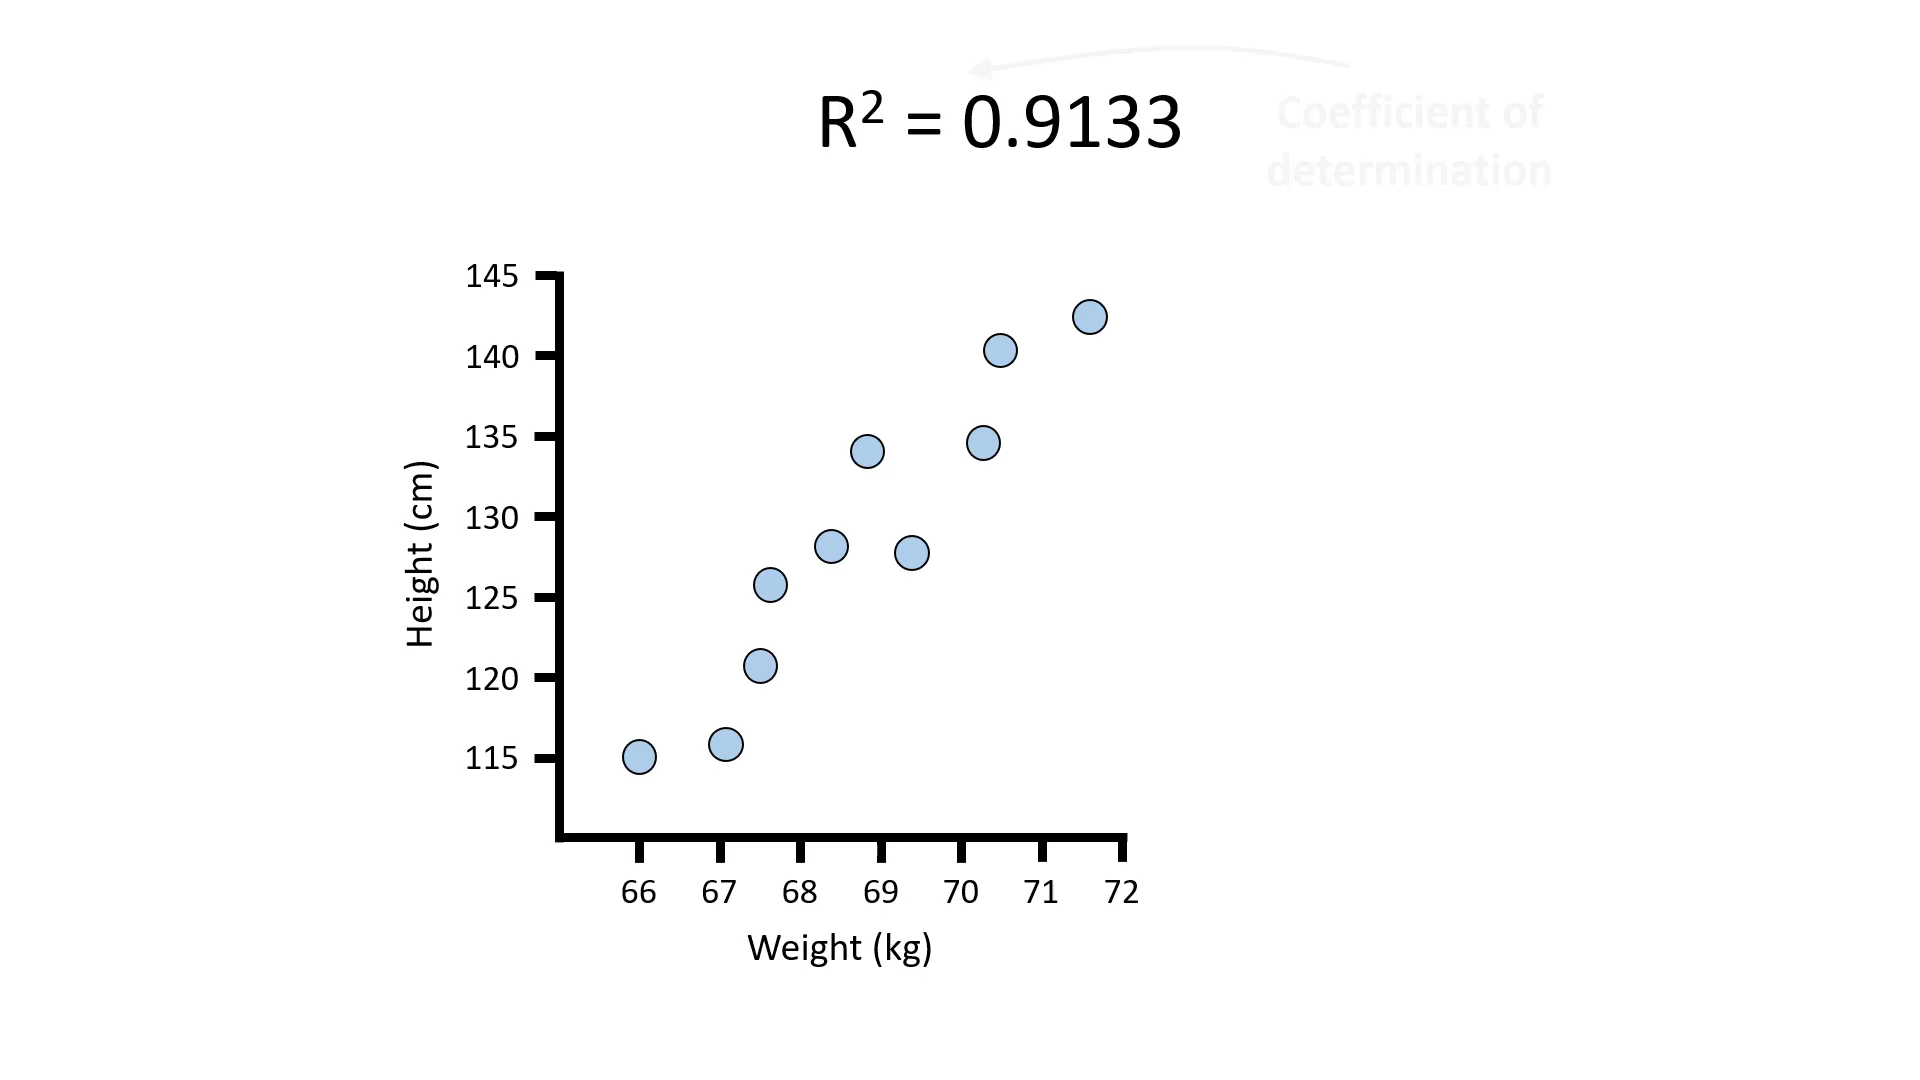 R² = 0.9133
Coefficient of
determination
145
140
135
130
125
120
115
Height (cm)
66 67 68 69 70 71 72
Weight (kg)